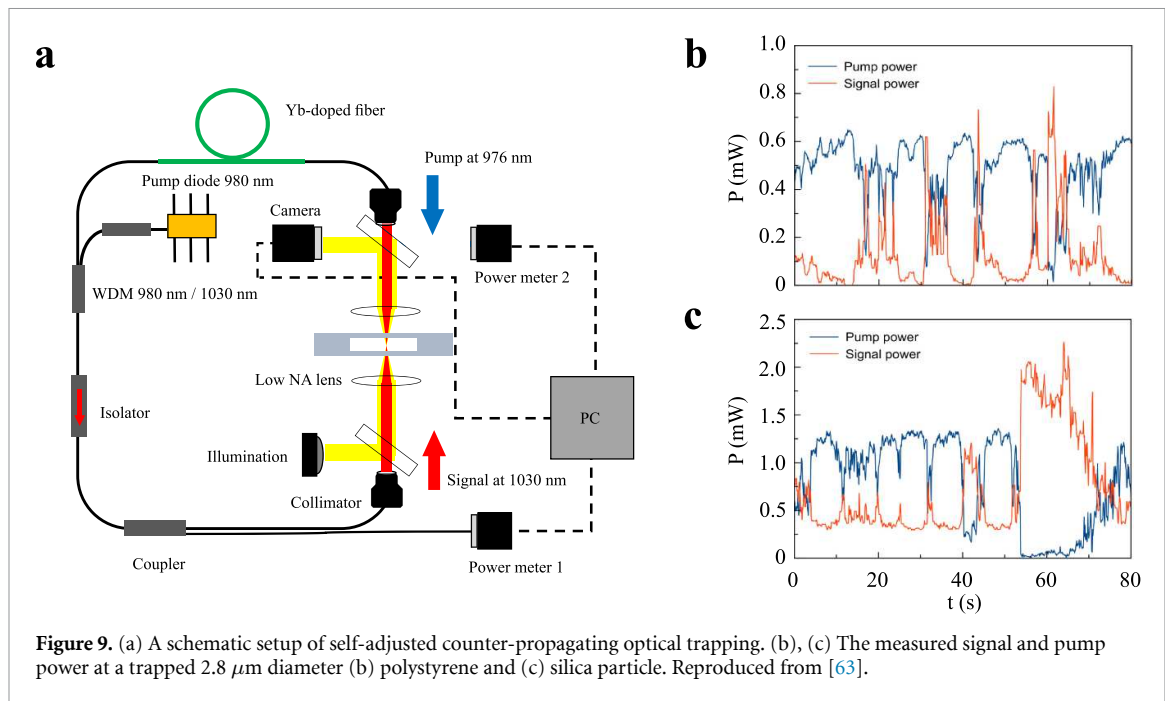 a
Yb-doped fiber
Pump at 976 nm
Pump diode 980 nm
Camera
Power meter 2
WDM 980 nm / 1030 nm
Low NA lens
Isolator
PC
Illumination
Signal at 1030 nm
Collimator
Coupler
Power meter 1
b
1.0
0.8
0.6
0.4
0.2
0
P (mW)
Pump power
Signal power
c
2.5
2.0
1.5
1.0
0.5
0
P (mW)
Pump power
Signal power
0 20 40 60 80
t (s)
Figure 9. (a) A schematic setup of self-adjusted counter-propagating optical trapping. (b), (c) The measured signal and pump
power at a trapped 2.8 μm diameter (b) polystyrene and (c) silica particle. Reproduced from [63].